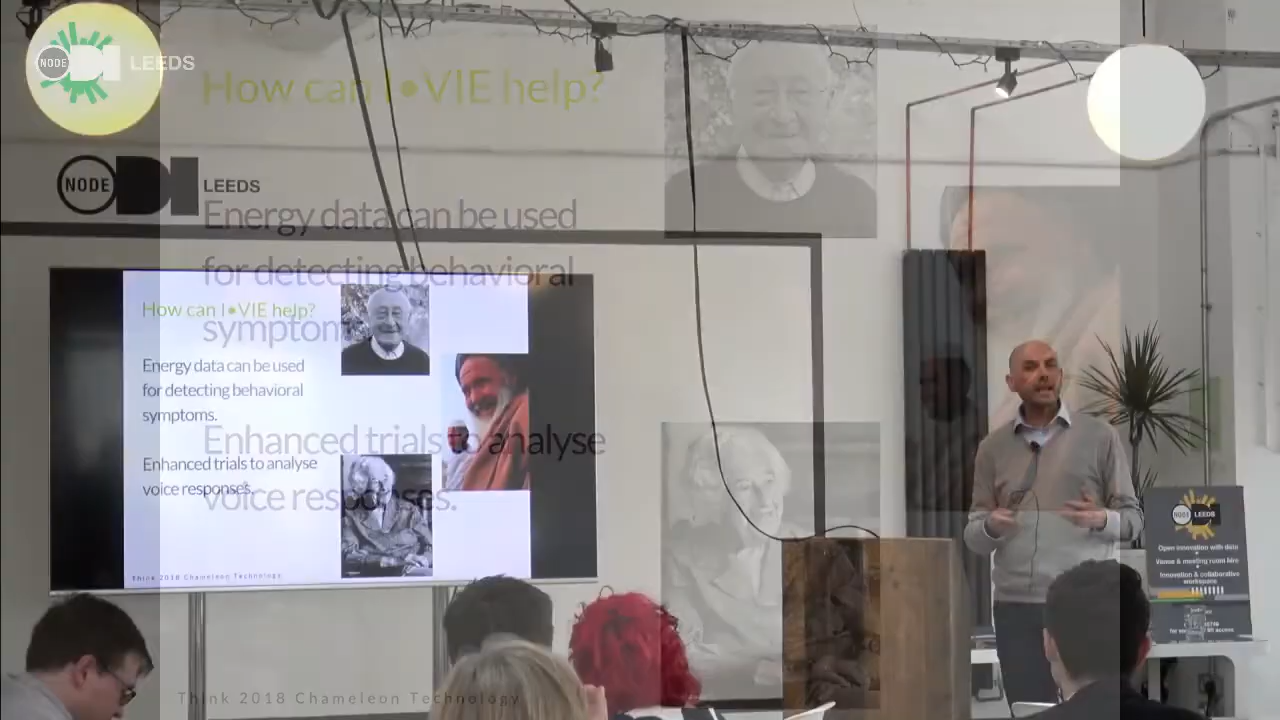 NODE
LEEDS
How can I•VIE help?
NODE
LEEDS
Energy data can be used
for detecting behavioral
symptom
Enhanced trials to analyse
voice responses.
Think 2018 Chameleon Technology
How can I•VIE help?
Energy data can be used
for detecting behavioral
symptoms.
Enhanced trials to analyse
voice responses.
Think 2018 Chameleon Technology
NODE LEEDS
Open innovation with data
+
Venue & meeting room hire
+
Innovation & collaborative
workspace